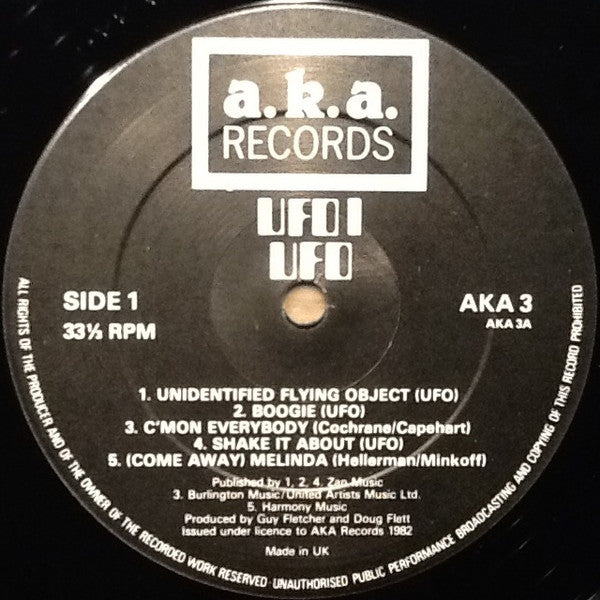 a.k.a.
RECORDS
UFO 1
UFO
SIDE 1
33⅓ RPM
AKA 3
AKA 3A
1. UNIDENTIFIED FLYING OBJECT (UFO)
2. BOOGIE (UFO)
3. C'MON EVERYBODY (Cochrane/Capehart)
4. SHAKE IT ABOUT (UFO)
5. (COME AWAY) MELINDA (Hellerman/Minkoff)
Published by 1, 2, 4. Zap Music
3. Burlington Music/United Artists Music Ltd.
5. Harmony Music
Produced by Guy Fletcher and Doug Flett
Issued under licence to AKA Records 1982
Made in UK
ALL RIGHTS OF THE PRODUCER AND OF THE OWNER OF THE RECORDED WORK RESERVED · UNAUTHORISED PUBLIC PERFORMANCE BROADCASTING AND COPYING OF THIS RECORD PROHIBITED